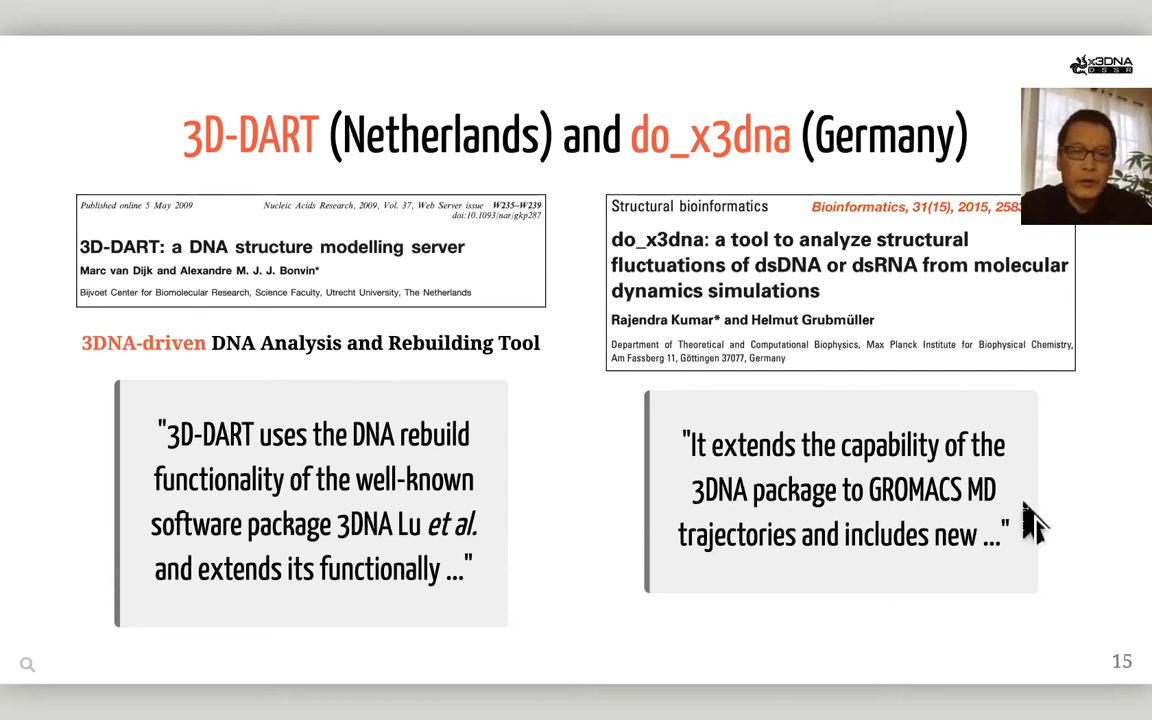 x3DNA
DSSR
3D-DART (Netherlands) and do_x3dna (Germany)
Published online 5 May 2009 Nucleic Acids Research, 2009, Vol. 37, Web Server issue W235–W239
doi:10.1093/nar/gkp287
3D-DART: a DNA structure modelling server
Marc van Dijk and Alexandre M. J. J. Bonvin*
Bijvoet Center for Biomolecular Research, Science Faculty, Utrecht University, The Netherlands
3DNA-driven DNA Analysis and Rebuilding Tool
"3D-DART uses the DNA rebuild
functionality of the well-known
software package 3DNA Lu et al.
and extends its functionally ..."
Structural bioinformatics Bioinformatics, 31(15), 2015,
do_x3dna: a tool to analyze structural
fluctuations of dsDNA or dsRNA from molecular
dynamics simulations
Rajendra Kumar* and Helmut Grubmüller
Department of Theoretical and Computational Biophysics, Max Planck Institute for Biophysical Chemistry,
Am Fassberg 11, Göttingen 37077, Germany
"It extends the capability of the
3DNA package to GROMACS MD
trajectories and includes new ..."
15